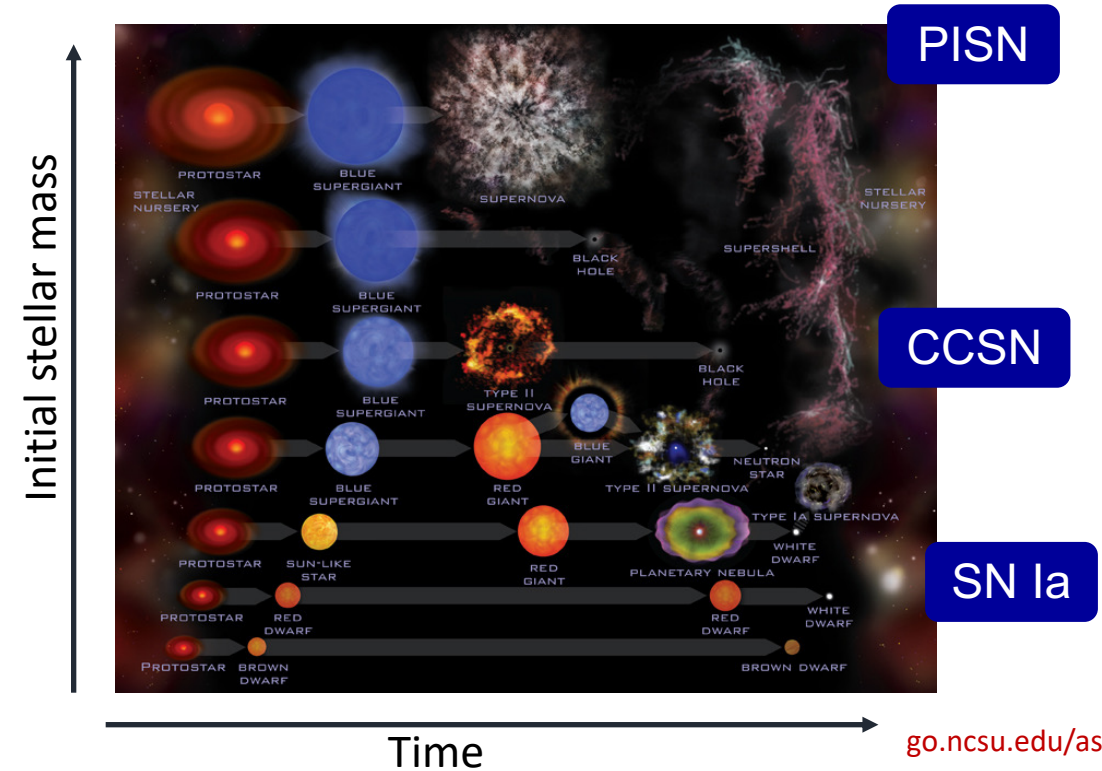 PISN
PROTOSTAR
BLUE
SUPERGIANT
SUPERNOVA
STELLAR
NURSERY
STELLAR
NURSERY
SUPERSHELL
PROTOSTAR
BLUE
SUPERGIANT
BLACK
HOLE
CCSN
PROTOSTAR
BLUE
SUPERGIANT
TYPE II
SUPERNOVA
BLACK
HOLE
PROTOSTAR
BLUE
SUPERGIANT
RED
GIANT
BLUE
GIANT
TYPE II SUPERNOVA
NEUTRON
STAR
TYPE Ia SUPERNOVA
PROTOSTAR
SUN-LIKE
STAR
RED
GIANT
PLANETARY NEBULA
WHITE
DWARF
SN Ia
PROTOSTAR
RED
DWARF
RED
DWARF
WHITE
DWARF
PROTOSTAR
BROWN
DWARF
BROWN DWARF
Initial stellar mass
Time
go.ncsu.edu/as